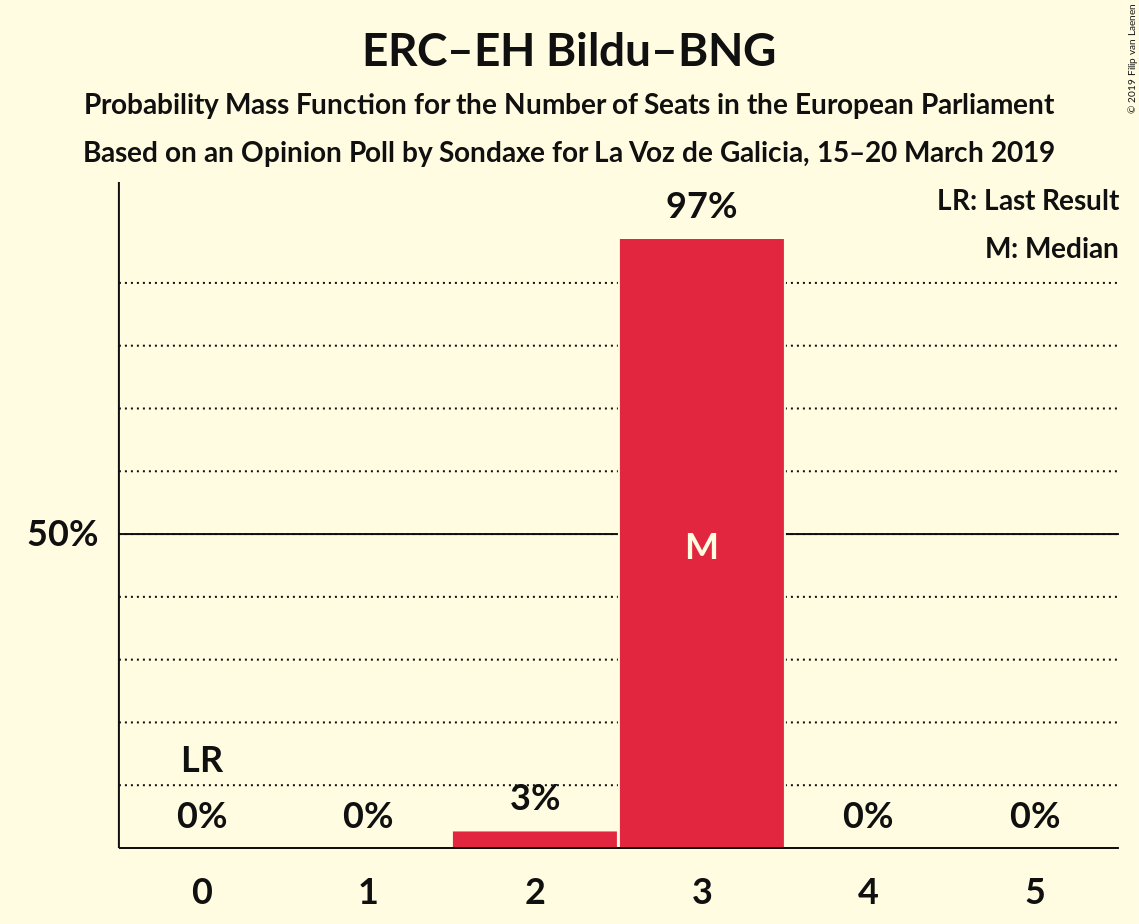 ERC–EH Bildu–BNG
Probability Mass Function for the Number of Seats in the European Parliament
Based on an Opinion Poll by Sondaxe for La Voz de Galicia, 15–20 March 2019
© 2019 Filip van Laenen
LR: Last Result
M: Median
97%
50%
M
LR
0% 0% 3% 0% 0%
0 1 2 3 4 5